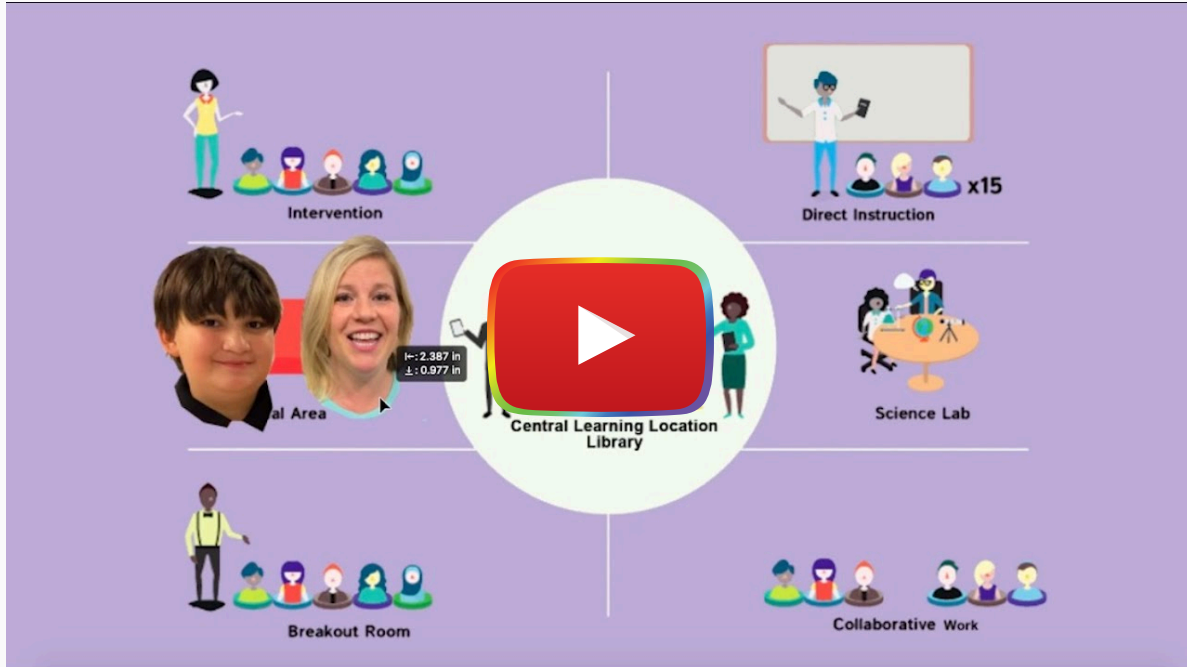 x15
Intervention
Direct Instruction
2.387 in
0.977 in
al Area
Science Lab
Central Learning Location
Library
Breakout Room
Collaborative Work